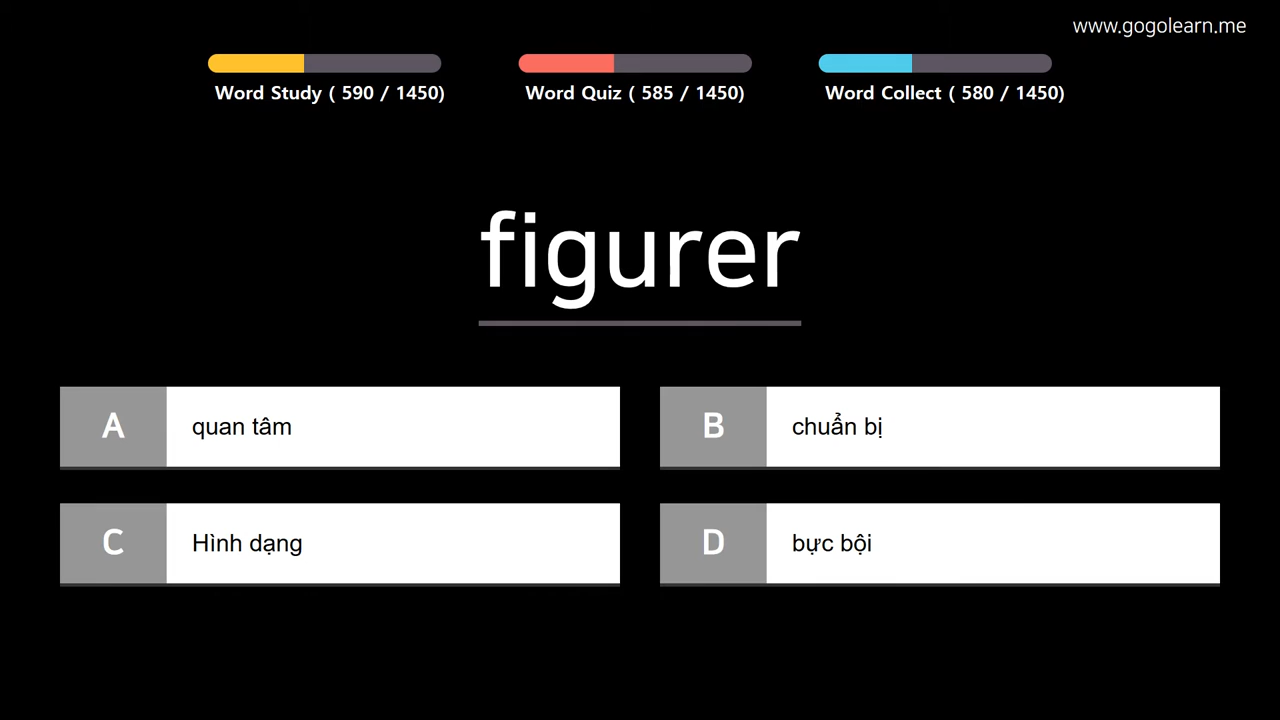 www.gogolearn.me
Word Study ( 590 / 1450)
Word Quiz ( 585 / 1450)
Word Collect ( 580 / 1450)
figurer
A quan tâm
B chuẩn bị
C Hình dạng
D bực bội